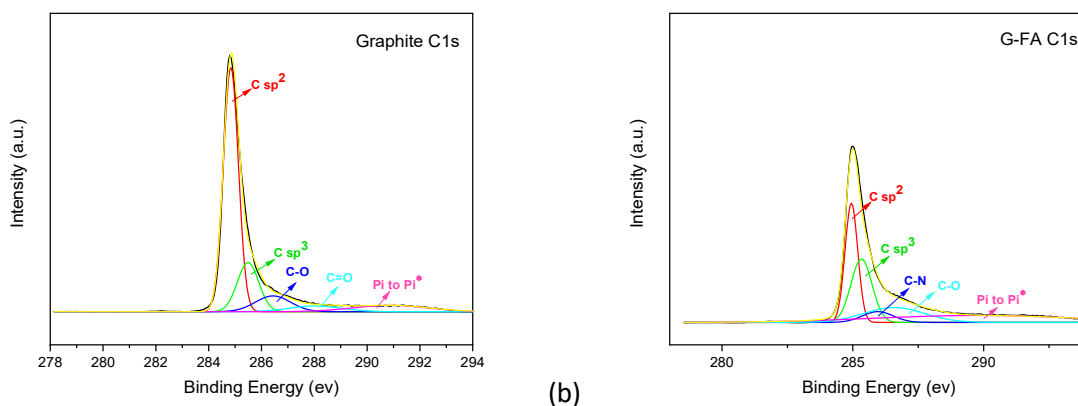 Graphite C1s
C sp²
C sp³
C-O
C=O
Pi to Pi*
Intensity (a.u.)
278 280 282 284 286 288 290 292 294
Binding Energy (ev)
(b)
G-FA C1s
C sp²
C sp³
C-N
C-O
Pi to Pi*
Intensity (a.u.)
280 285 290
Binding Energy (ev)